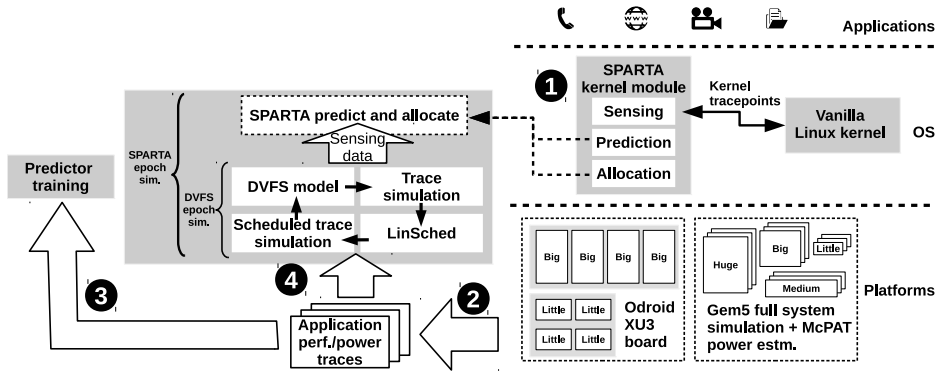 Applications
1
SPARTA
kernel module
Sensing
Prediction
Allocation
Kernel
tracepoints
Vanilla
Linux kernel
OS
SPARTA predict and allocate
Sensing
data
SPARTA
epoch
sim.
DVFS
epoch
sim.
DVFS model
Trace
simulation
Scheduled trace
simulation
LinSched
Predictor
training
3
4
2
Application
perf./power
traces
Big
Big
Big
Big
Little
Little
Little
Little
Odroid
XU3
board
Huge
Big
Little
Medium
Gem5 full system
simulation + McPAT
power estm.
Platforms